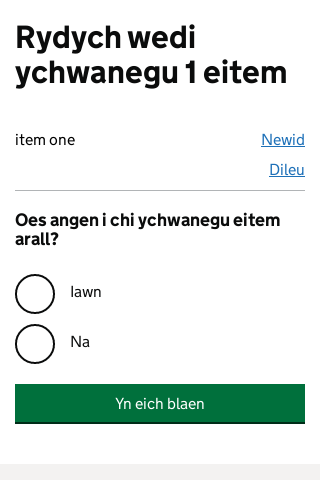 Rydych wedi
ychwanegu 1 eitem
item one
Newid
Dileu
Oes angen i chi ychwanegu eitem
arall?
Iawn
Na
Yn eich blaen